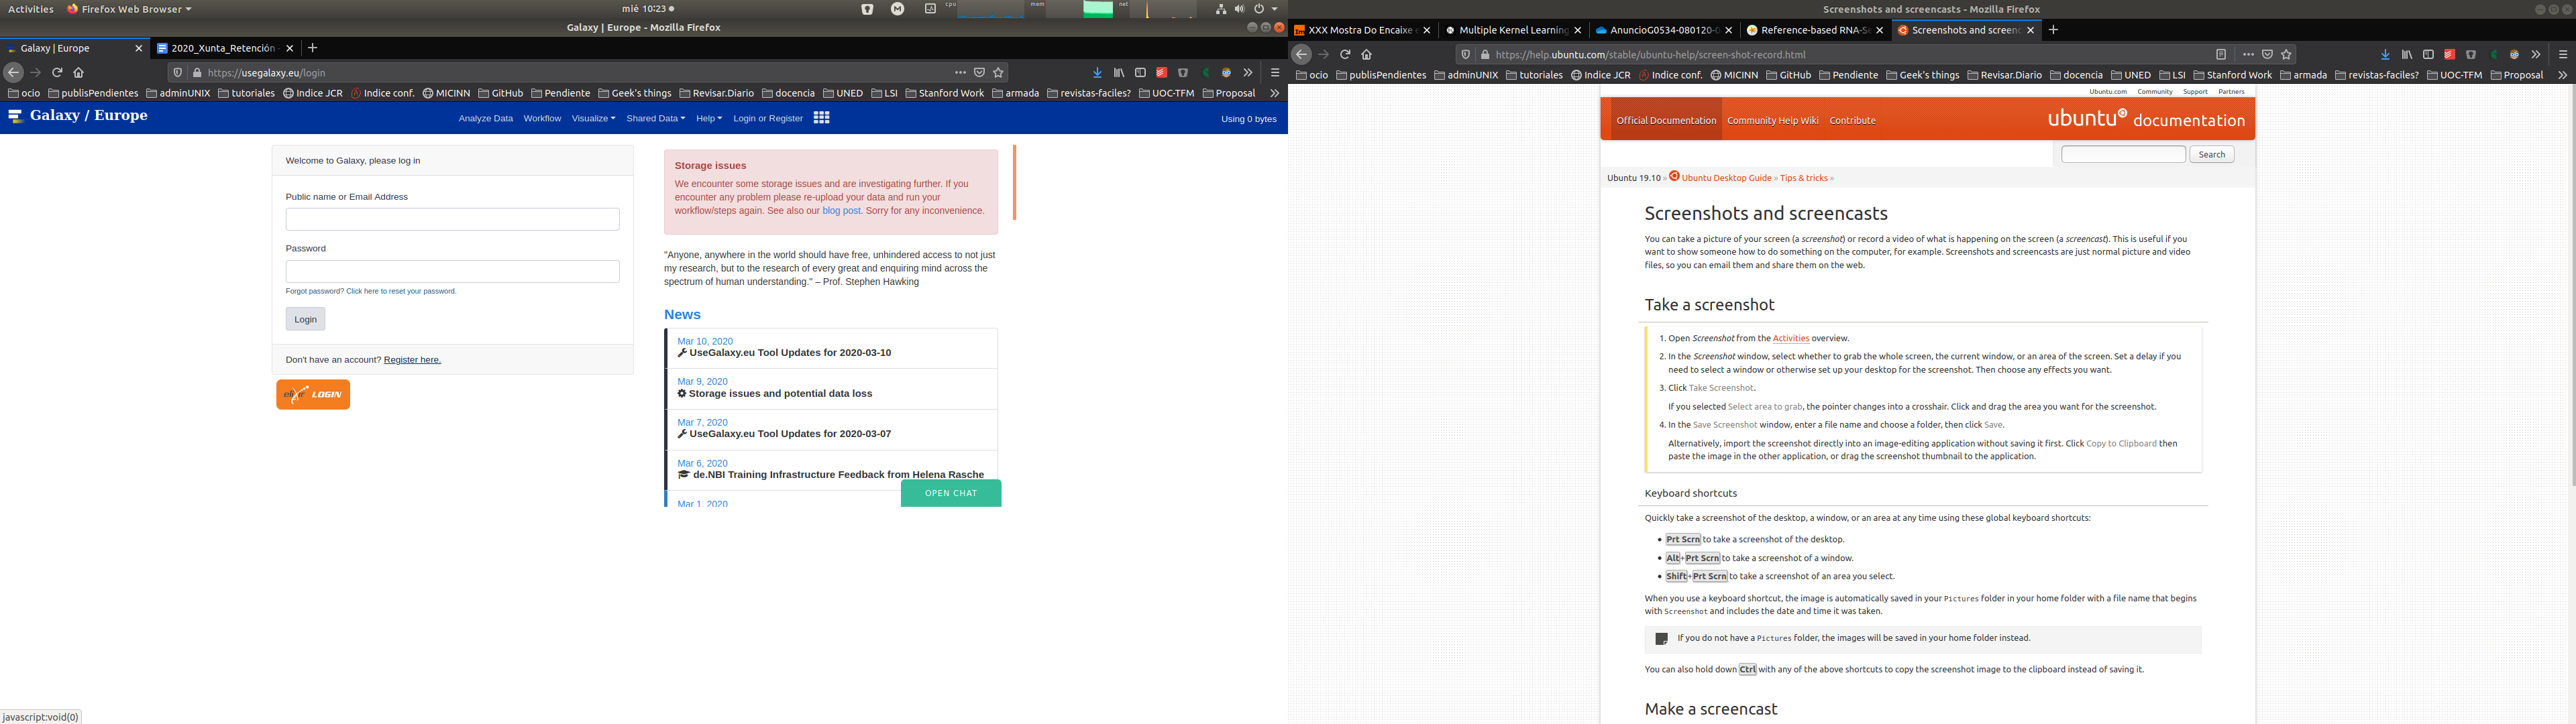 Activities
Firefox Web Browser
mié 10:23
cpu
mem
net
Galaxy | Europe - Mozilla Firefox
Galaxy | Europe
2020_Xunta_Retención
https://usegalaxy.eu/login
ocio
publisPendientes
adminUNIX
tutoriales
Indice JCR
Indice conf.
MICINN
GitHub
Pendiente
Geek's things
Revisar.Diario
docencia
UNED
LSI
Stanford Work
armada
revistas-faciles?
UOC-TFM
Proposal
Galaxy / Europe
Analyze Data
Workflow
Visualize
Shared Data
Help
Login or Register
Using 0 bytes
Welcome to Galaxy, please log in
Public name or Email Address
Password
Forgot password? Click here to reset your password.
Login
Don't have an account? Register here.
elixir LOGIN
Storage issues
We encounter some storage issues and are investigating further. If you
encounter any problem please re-upload your data and run your
workflow/steps again. See also our blog post. Sorry for any inconvenience.
"Anyone, anywhere in the world should have free, unhindered access to not just
my research, but to the research of every great and enquiring mind across the
spectrum of human understanding." – Prof. Stephen Hawking
News
Mar 10, 2020
UseGalaxy.eu Tool Updates for 2020-03-10
Mar 9, 2020
Storage issues and potential data loss
Mar 7, 2020
UseGalaxy.eu Tool Updates for 2020-03-07
Mar 6, 2020
de.NBI Training Infrastructure Feedback from Helena Rasche
Mar 1, 2020
OPEN CHAT
javascript:void(0)
Screenshots and screencasts - Mozilla Firefox
XXX Mostra Do Encaixe
Multiple Kernel Learning
AnuncioG0534-080120-0
Reference-based RNA-Se
Screenshots and screenc
https://help.ubuntu.com/stable/ubuntu-help/screen-shot-record.html
ocio
publisPendientes
adminUNIX
tutoriales
Indice JCR
Indice conf.
MICINN
GitHub
Pendiente
Geek's things
Revisar.Diario
docencia
UNED
LSI
Stanford Work
armada
revistas-faciles?
UOC-TFM
Proposal
Ubuntu.com
Community
Support
Partners
Official Documentation
Community Help Wiki
Contribute
ubuntu documentation
Search
Ubuntu 19.10 » Ubuntu Desktop Guide » Tips & tricks »
Screenshots and screencasts
You can take a picture of your screen (a screenshot) or record a video of what is happening on the screen (a screencast). This is useful if you
want to show someone how to do something on the computer, for example. Screenshots and screencasts are just normal picture and video
files, so you can email them and share them on the web.
Take a screenshot
1. Open Screenshot from the Activities overview.
2. In the Screenshot window, select whether to grab the whole screen, the current window, or an area of the screen. Set a delay if you
need to select a window or otherwise set up your desktop for the screenshot. Then choose any effects you want.
3. Click Take Screenshot.
If you selected Select area to grab, the pointer changes into a crosshair. Click and drag the area you want for the screenshot.
4. In the Save Screenshot window, enter a file name and choose a folder, then click Save.
Alternatively, import the screenshot directly into an image-editing application without saving it first. Click Copy to Clipboard then
paste the image in the other application, or drag the screenshot thumbnail to the application.
Keyboard shortcuts
Quickly take a screenshot of the desktop, a window, or an area at any time using these global keyboard shortcuts:
• Prt Scrn to take a screenshot of the desktop.
• Alt+Prt Scrn to take a screenshot of a window.
• Shift+Prt Scrn to take a screenshot of an area you select.
When you use a keyboard shortcut, the image is automatically saved in your Pictures folder in your home folder with a file name that begins
with Screenshot and includes the date and time it was taken.
If you do not have a Pictures folder, the images will be saved in your home folder instead.
You can also hold down Ctrl with any of the above shortcuts to copy the screenshot image to the clipboard instead of saving it.
Make a screencast